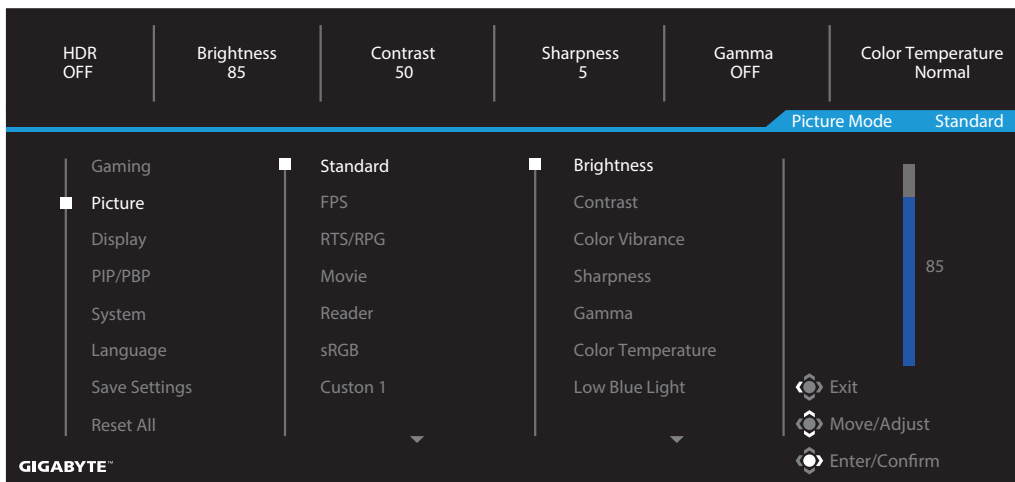 HDR
OFF
Brightness
85
Contrast
50
Sharpness
5
Gamma
OFF
Color Temperature
Normal
Picture Mode Standard
Gaming
Picture
Display
PIP/PBP
System
Language
Save Settings
Reset All
Standard
FPS
RTS/RPG
Movie
Reader
sRGB
Custon 1
Brightness
Contrast
Color Vibrance
Sharpness
Gamma
Color Temperature
Low Blue Light
85
Exit
Move/Adjust
Enter/Confirm
GIGABYTE™